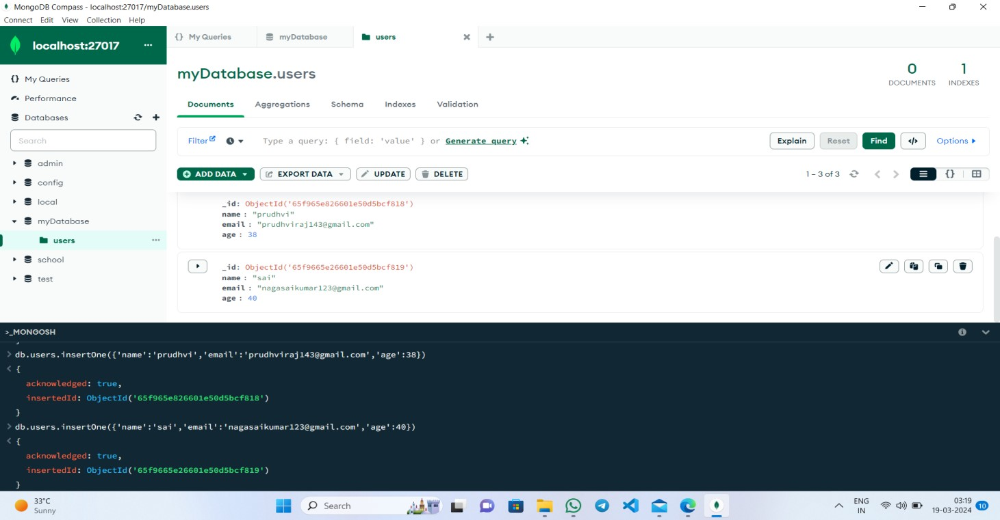 MongoDB Compass - localhost:27017/myDatabase.users
Connect Edit View Collection Help
localhost:27017 ...
{} My Queries myDatabase users
My Queries
Performance
Databases
Search
admin
config
local
myDatabase
users ...
school
test
myDatabase.users
0 DOCUMENTS
1 INDEXES
Documents Aggregations Schema Indexes Validation
Filter Type a query: { field: 'value' } or Generate query Explain Reset Find </> Options
ADD DATA EXPORT DATA UPDATE DELETE 1 – 3 of 3 {}
_id: ObjectId('65f965e826601e50d5bcf818')
name : "prudhvi"
email : "prudhviraj143@gmail.com"
age : 38
_id: ObjectId('65f9665e26601e50d5bcf819')
name : "sai"
email : "nagasaikumar123@gmail.com"
age : 40
>_MONGOSH
}
> db.users.insertOne({'name':'prudhvi','email':'prudhviraj143@gmail.com','age':38})
< {
acknowledged: true,
insertedId: ObjectId('65f965e826601e50d5bcf818')
}
> db.users.insertOne({'name':'sai','email':'nagasaikumar123@gmail.com','age':40})
< {
acknowledged: true,
insertedId: ObjectId('65f9665e26601e50d5bcf819')
}
33°C
Sunny
Search
ENG
IN
03:19
19-03-2024
10